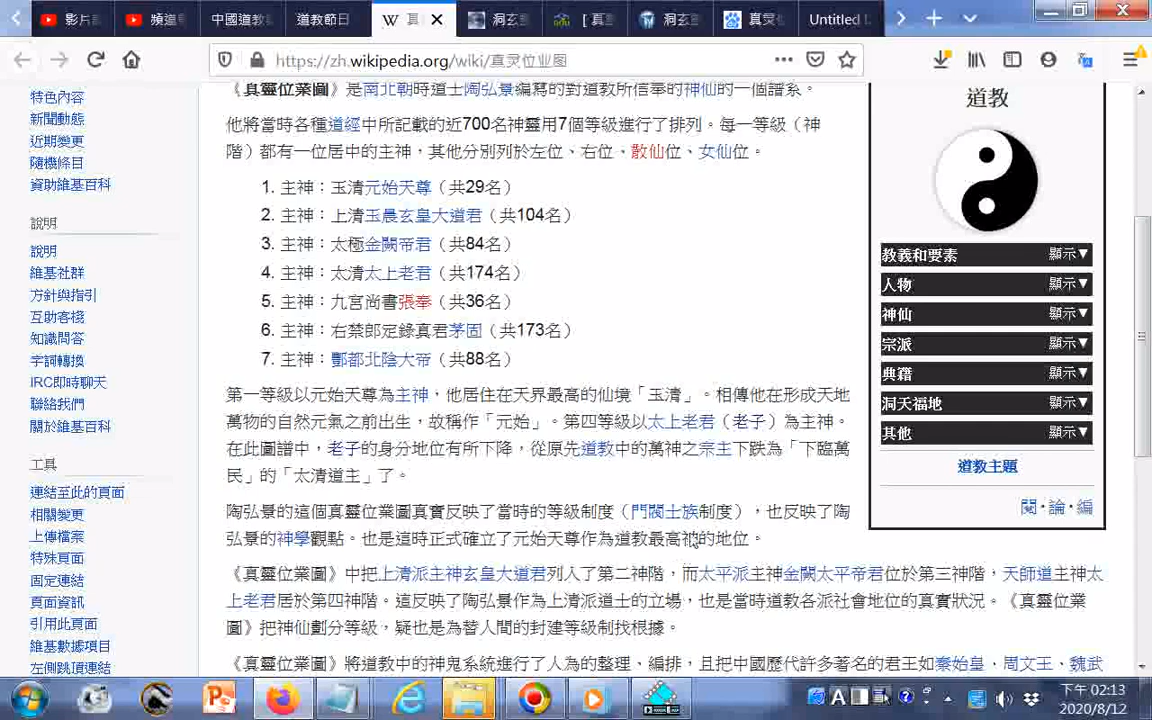 影片
頻道
中國道教
道教節日
W 真
洞玄
[ 真
洞玄
真灵位
Untitled
https://zh.wikipedia.org/wiki/真灵位业图
特色內容
新聞動態
近期變更
隨機條目
資助維基百科
說明
說明
維基社群
方針與指引
互助客棧
知識問答
字詞轉換
IRC即時聊天
聯絡我們
關於維基百科
工具
連結至此的頁面
相關變更
上傳檔案
特殊頁面
固定連結
頁面資訊
引用此頁面
維基數據項目
左側跳頂連結
《真靈位業圖》是南北朝時道士陶弘景編寫的對道教所信奉的神仙的一個譜系。
他將當時各種道經中所記載的近700名神靈用7個等級進行了排列。每一等級（神
階）都有一位居中的主神，其他分別列於左位、右位、散仙位、女仙位。
1. 主神：玉清元始天尊（共29名）
2. 主神：上清玉晨玄皇大道君（共104名）
3. 主神：太極金闕帝君（共84名）
4. 主神：太清太上老君（共174名）
5. 主神：九宮尚書張奉（共36名）
6. 主神：右禁郎定錄真君茅固（共173名）
7. 主神：酆都北陰大帝（共88名）
第一等級以元始天尊為主神，他居住在天界最高的仙境「玉清」。相傳他在形成天地
萬物的自然元氣之前出生，故稱作「元始」。第四等級以太上老君（老子）為主神。
在此圖譜中，老子的身分地位有所下降，從原先道教中的萬神之宗主下跌為「下臨萬
民」的「太清道主」了。
陶弘景的這個真靈位業圖真實反映了當時的等級制度（門閥士族制度），也反映了陶
弘景的神學觀點。也是這時正式確立了元始天尊作為道教最高神的地位。
《真靈位業圖》中把上清派主神玄皇大道君列入了第二神階，而太平派主神金闕太平帝君位於第三神階，天師道主神太
上老君居於第四神階。這反映了陶弘景作為上清派道士的立場，也是當時道教各派社會地位的真實狀況。《真靈位業
圖》把神仙劃分等級，疑也是為替人間的封建等級制找根據。
《真靈位業圖》將道教中的神鬼系統進行了人為的整理、編排，且把中國歷代許多著名的君王如秦始皇、周文王、魏武
道教
教義和要素 顯示▼
人物 顯示▼
神仙 顯示▼
宗派 顯示▼
典籍 顯示▼
洞天福地 顯示▼
其他 顯示▼
道教主題
閱·論·編
下午 02:13
2020/8/12